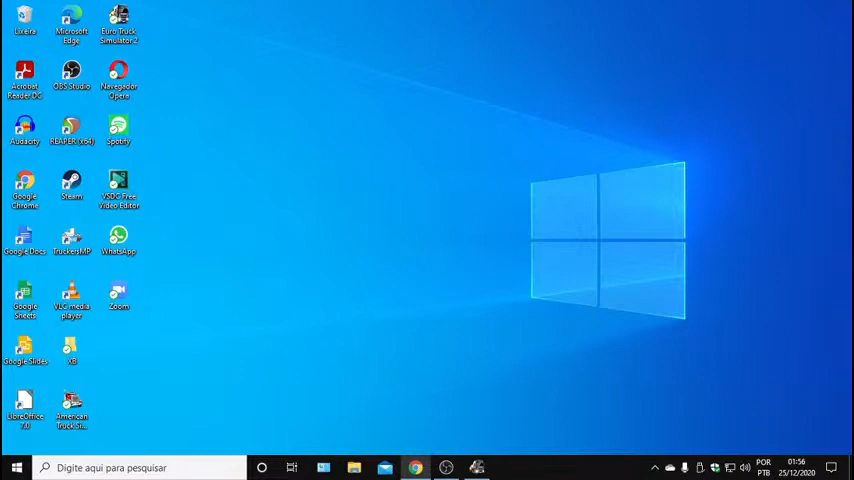 Lixeira
Microsoft
Edge
Euro Truck
Simulator 2
Acrobat
Reader DC
OBS Studio
Navegador
Opera
Audacity
REAPER (x64)
Spotify
Google
Chrome
Steam
VSDC Free
Video Editor
Google Docs
TruckersMP
WhatsApp
Google
Sheets
VLC media
player
Zoom
Google Slides
XB
LibreOffice
7.0
American
Truck Si...
Digite aqui para pesquisar
POR
PTB
01:56
25/12/2020